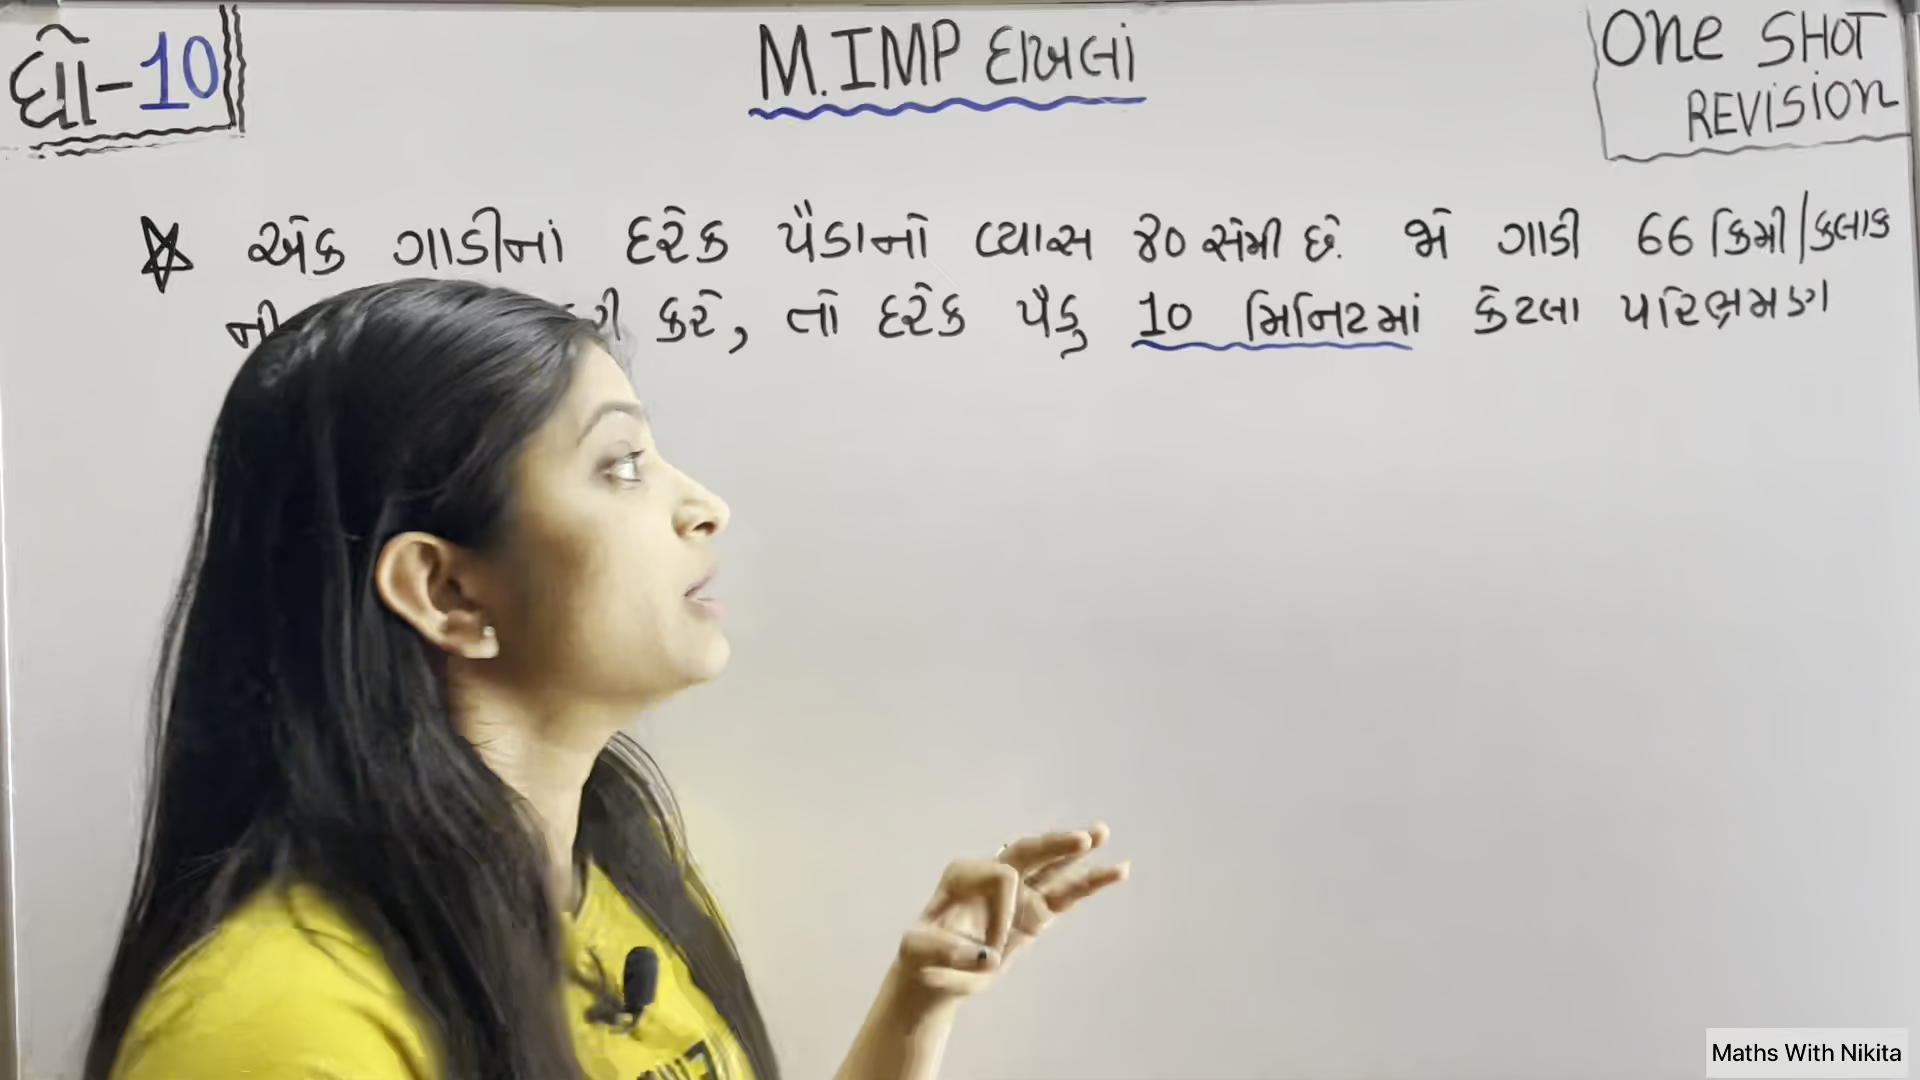 ધો-10
M.IMP દાખલાં
One SHOT
REVISION
એક ગાડીનાં દરેક પૈડાનો વ્યાસ 80 સેમી છે. જો ગાડી 66 કિમી/કલાક
ની કરે, તો દરેક પૈડુ 10 મિનિટમાં કેટલા પરિભ્રમણ
Maths With Nikita